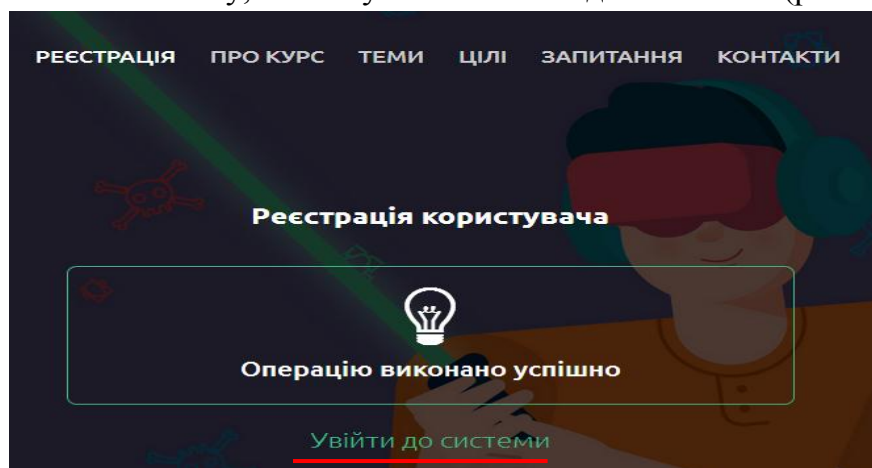 РЕЄСТРАЦІЯ ПРО КУРС ТЕМИ ЦІЛІ ЗАПИТАННЯ КОНТАКТИ
Реєстрація користувача
Операцію виконано успішно
Увійти до системи